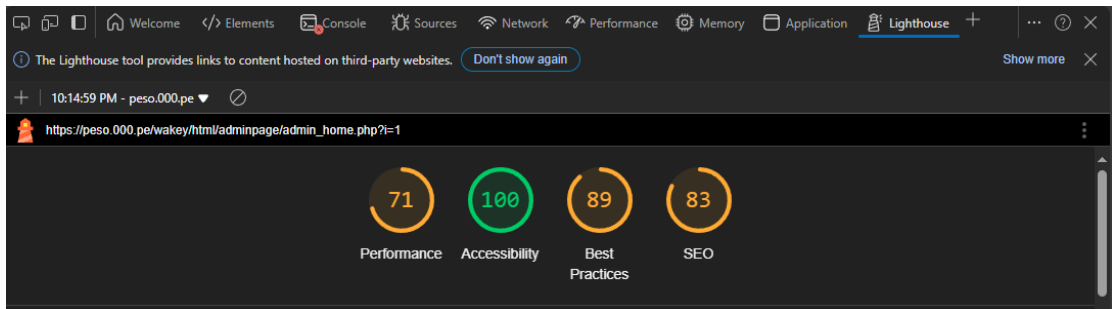 Welcome </> Elements Console Sources Network Performance Memory Application Lighthouse + ... ? ×
The Lighthouse tool provides links to content hosted on third-party websites. Don't show again Show more ×
+ 10:14:59 PM - peso.000.pe ▼
https://peso.000.pe/wakey/html/adminpage/admin_home.php?i=1
71 100 89 83
Performance Accessibility Best SEO
Practices